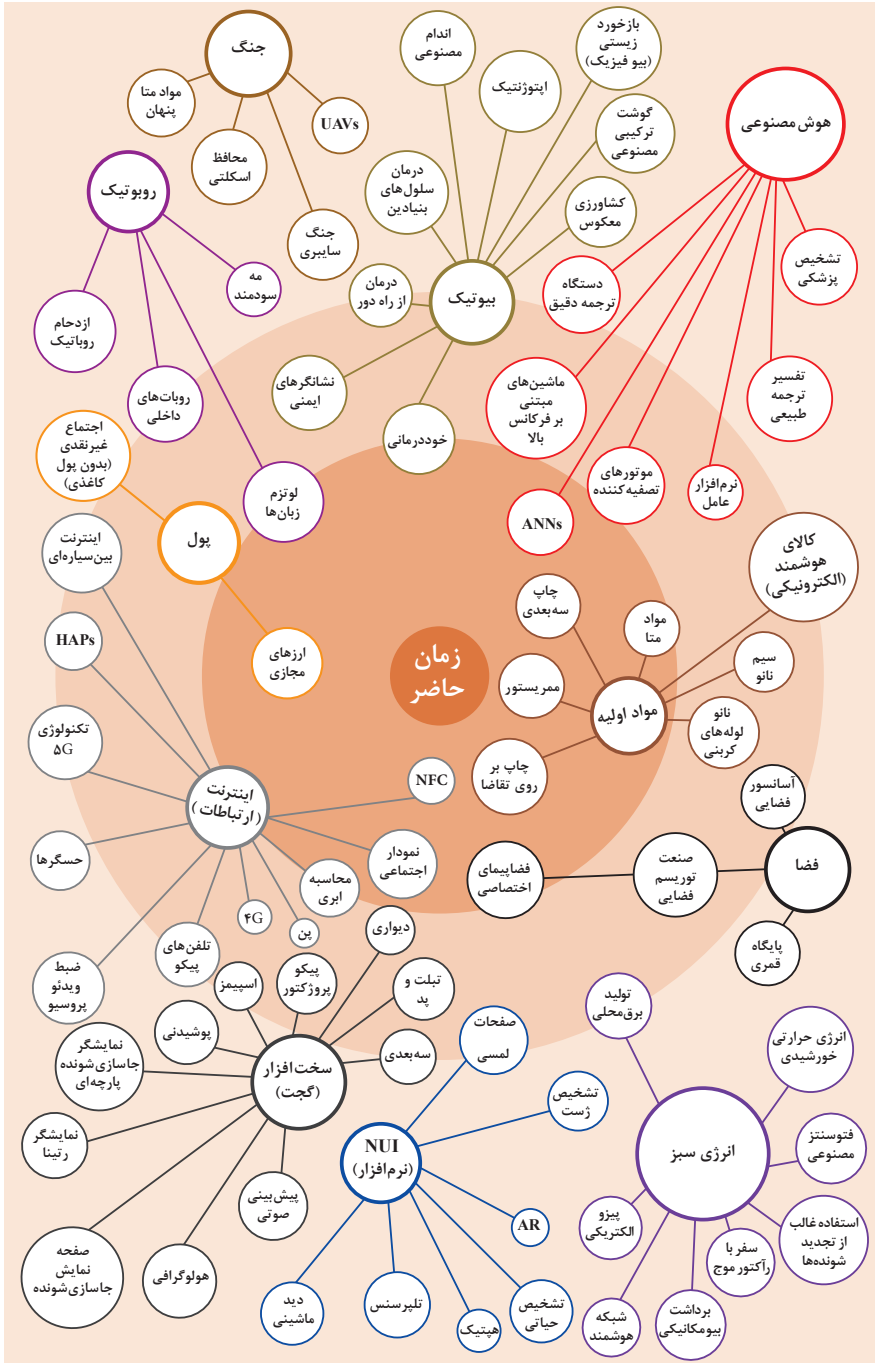 جنگ
مواد متا
پنهان
محافظ
اسکلتی
UAVs
جنگ
سایبری
روبوتیک
مه
سودمند
ازدحام
روباتیک
روبات‌های
داخلی
لوتزم
زبان‌ها
اندام
مصنوعی
بازخورد
زیستی
(بیو فیزیک)
اپتوژنتیک
گوشت
ترکیبی
مصنوعی
درمان
سلول‌های
بنیادین
کشاورزی
معکوس
بیوتیک
درمان
از راه دور
نشانگرهای
ایمنی
خوددرمانی
هوش مصنوعی
تشخیص
پزشکی
دستگاه
ترجمه دقیق
ماشین‌های
مبتنی
بر فرکانس
بالا
تفسیر
ترجمه
طبیعی
موتورهای
تصفیه‌کننده
نرم‌افزار
عامل
ANNs
اجتماع
غیرنقدی
(بدون پول
کاغذی)
پول
ارزهای
مجازی
زمان
حاضر
کالای
هوشمند
(الکترونیکی)
چاپ
سه‌بعدی
مواد
متا
سیم
نانو
ممریستور
مواد اولیه
نانو
لوله‌های
کربنی
چاپ بر
روی تقاضا
اینترنت
بین‌سیاره‌ای
HAPs
تکنولوژی
۵G
اینترنت
(ارتباطات)
NFC
حسگرها
نمودار
اجتماعی
محاسبه
ابری
۴G
پن
تلفن‌های
پیکو
ضبط
ویدئو
پروسیو
آسانسور
فضایی
فضا
صنعت
توریسم
فضایی
فضاپیمای
اختصاصی
پایگاه
قمری
دیواری
پیکو
پروژکتور
اسپیمز
تبلت و
پد
پوشیدنی
سه‌بعدی
نمایشگر
جاسازی‌شونده
پارچه‌ای
سخت‌افزار
(گجت)
نمایشگر
رتینا
پیش‌بینی
صوتی
صفحه
نمایش
جاسازی‌شونده
هولوگرافی
صفحات
لمسی
تشخیص
ژست
NUI
(نرم‌افزار)
AR
دید
ماشینی
تلپرسنس
هپتیک
تشخیص
حیاتی
تولید
برق‌محلی
انرژی حرارتی
خورشیدی
انرژی سبز
فتوسنتز
مصنوعی
پیزو
الکتریکی
استفاده غالب
از تجدید
شونده‌ها
سفر با
رآکتور موج
برداشت
بیومکانیکی
شبکه
هوشمند